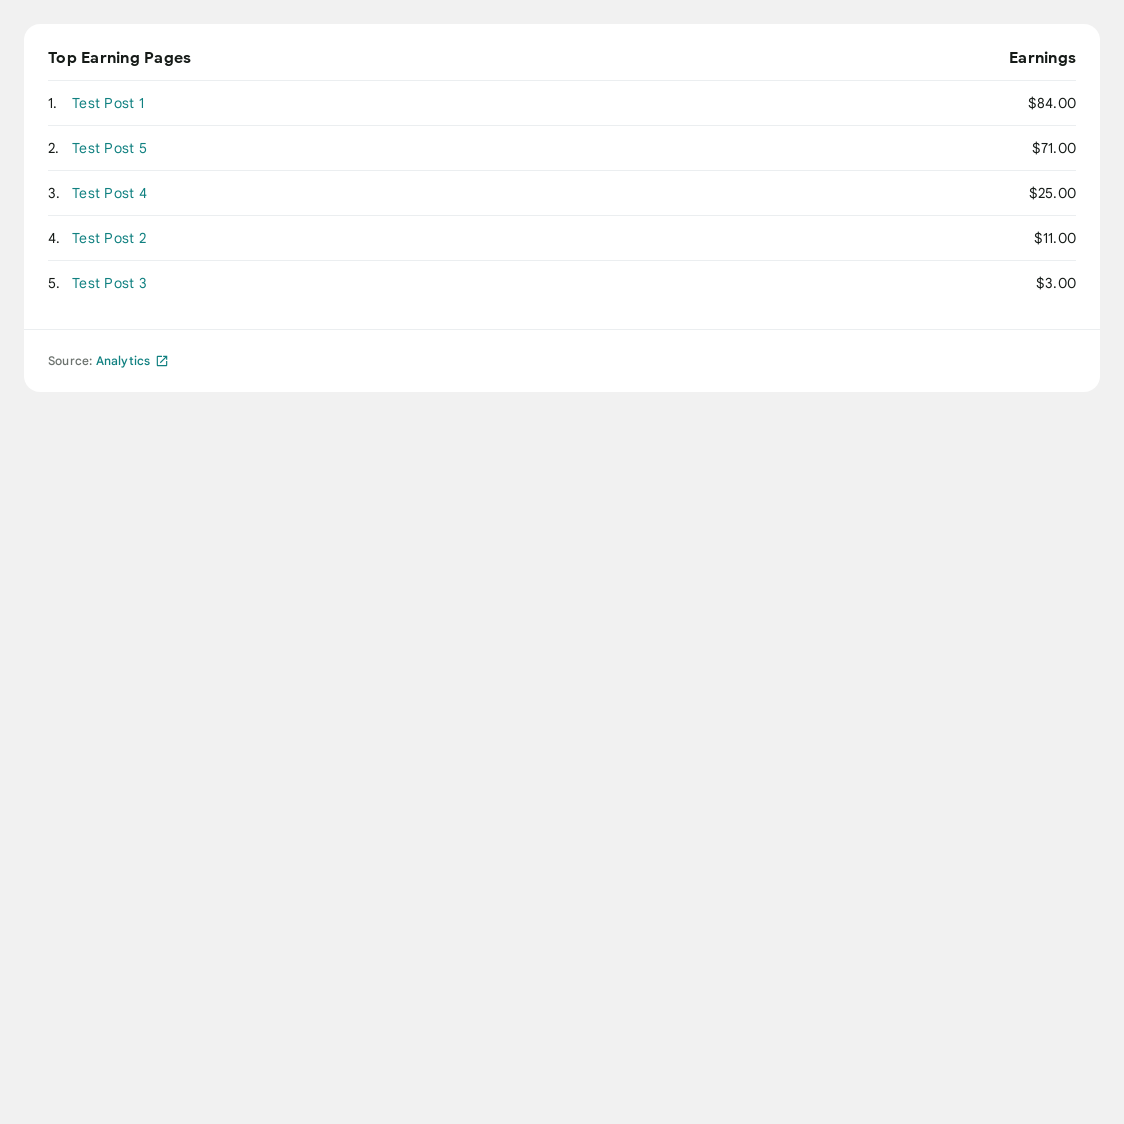 Top Earning Pages Earnings
1. Test Post 1 $84.00
2. Test Post 5 $71.00
3. Test Post 4 $25.00
4. Test Post 2 $11.00
5. Test Post 3 $3.00
Source: Analytics